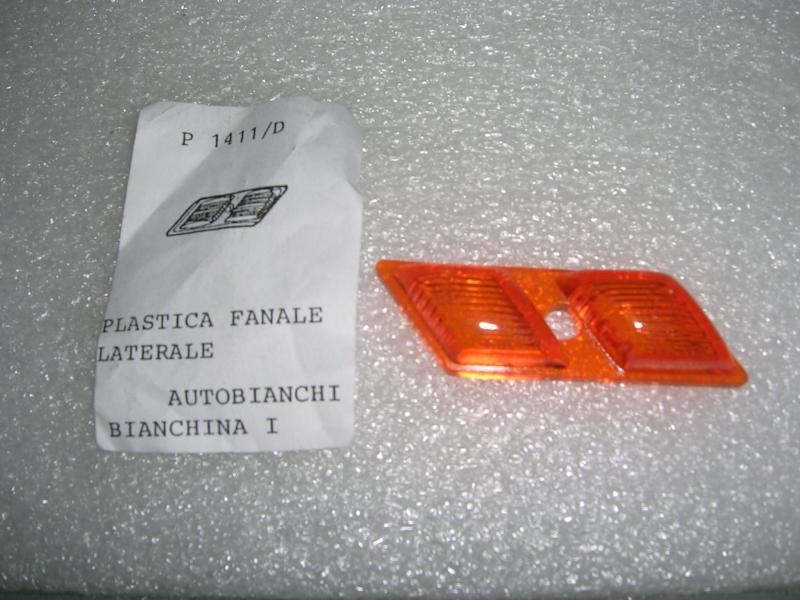 P 1411/D
PLASTICA FANALE
LATERALE
AUTOBIANCHI
BIANCHINA I